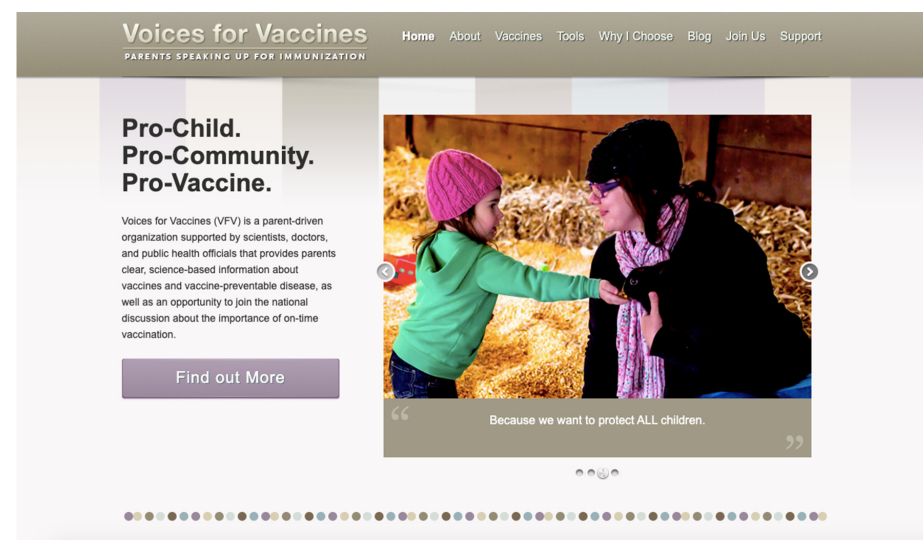 Voices for Vaccines
PARENTS SPEAKING UP FOR IMMUNIZATION
Home About Vaccines Tools Why I Choose Blog Join Us Support
Pro-Child.
Pro-Community.
Pro-Vaccine.
Voices for Vaccines (VFV) is a parent-driven
organization supported by scientists, doctors,
and public health officials that provides parents
clear, science-based information about
vaccines and vaccine-preventable disease, as
well as an opportunity to join the national
discussion about the importance of on-time
vaccination.
Find out More
“ Because we want to protect ALL children. ”